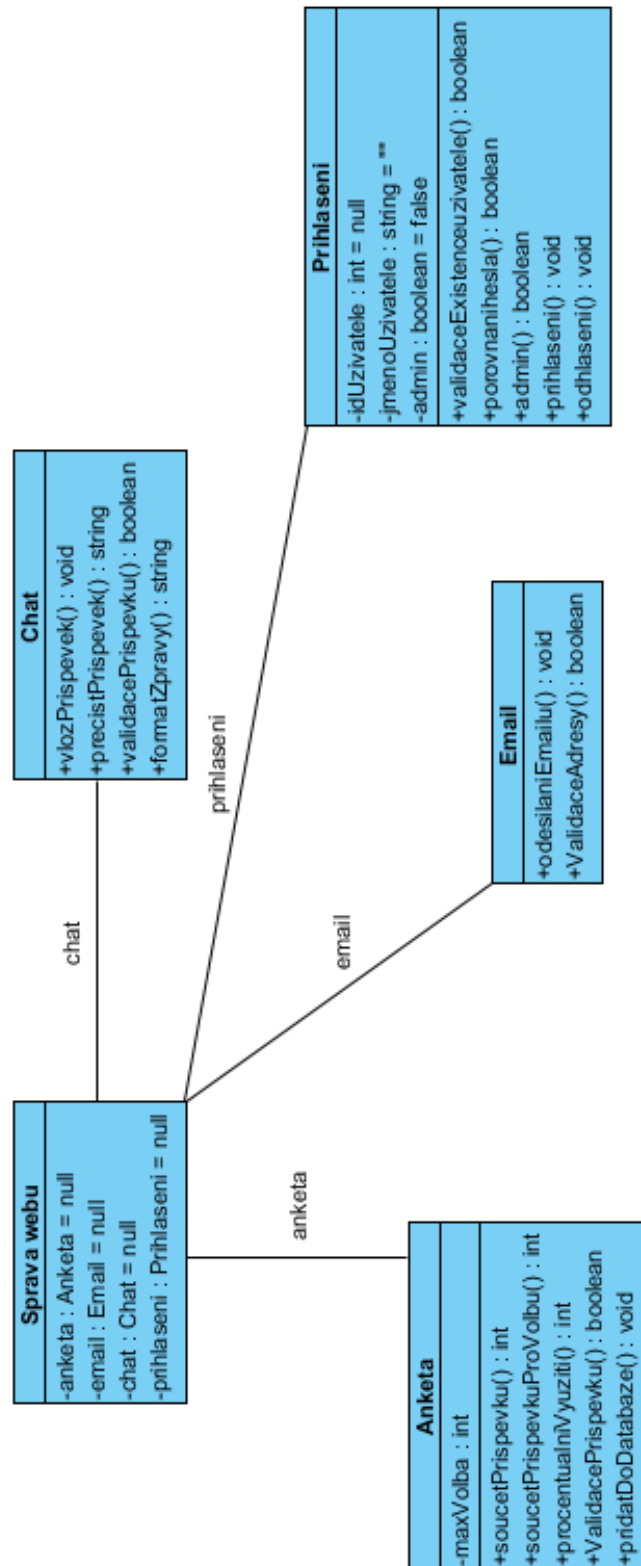 Sprava webu
-anketa : Anketa = null
-email : Email = null
-chat : Chat = null
-prihlaseni : Prihlaseni = null
chat
Chat
+vlozPrispevek() : void
+precistPrispevek() : string
+validacePrispevku() : boolean
+formatZpravy() : string
prihlaseni
Prihlaseni
-idUzivatele : int = null
-jmenoUzivatele : string = ""
-admin : boolean = false
+validaceExistenceuzivatele() : boolean
+porovnanihesla() : boolean
+admin() : boolean
+prihlaseni() : void
+odhlaseni() : void
email
Email
+odesilaniEmailu() : void
+ValidaceAdresy() : boolean
anketa
Anketa
-maxVolba : int
+soucetPrispevku() : int
+soucetPrispevkuProVolbu() : int
+procentualniVyuziti() : int
+ValidacePrispevku() : boolean
+pridatDoDatabaze() : void